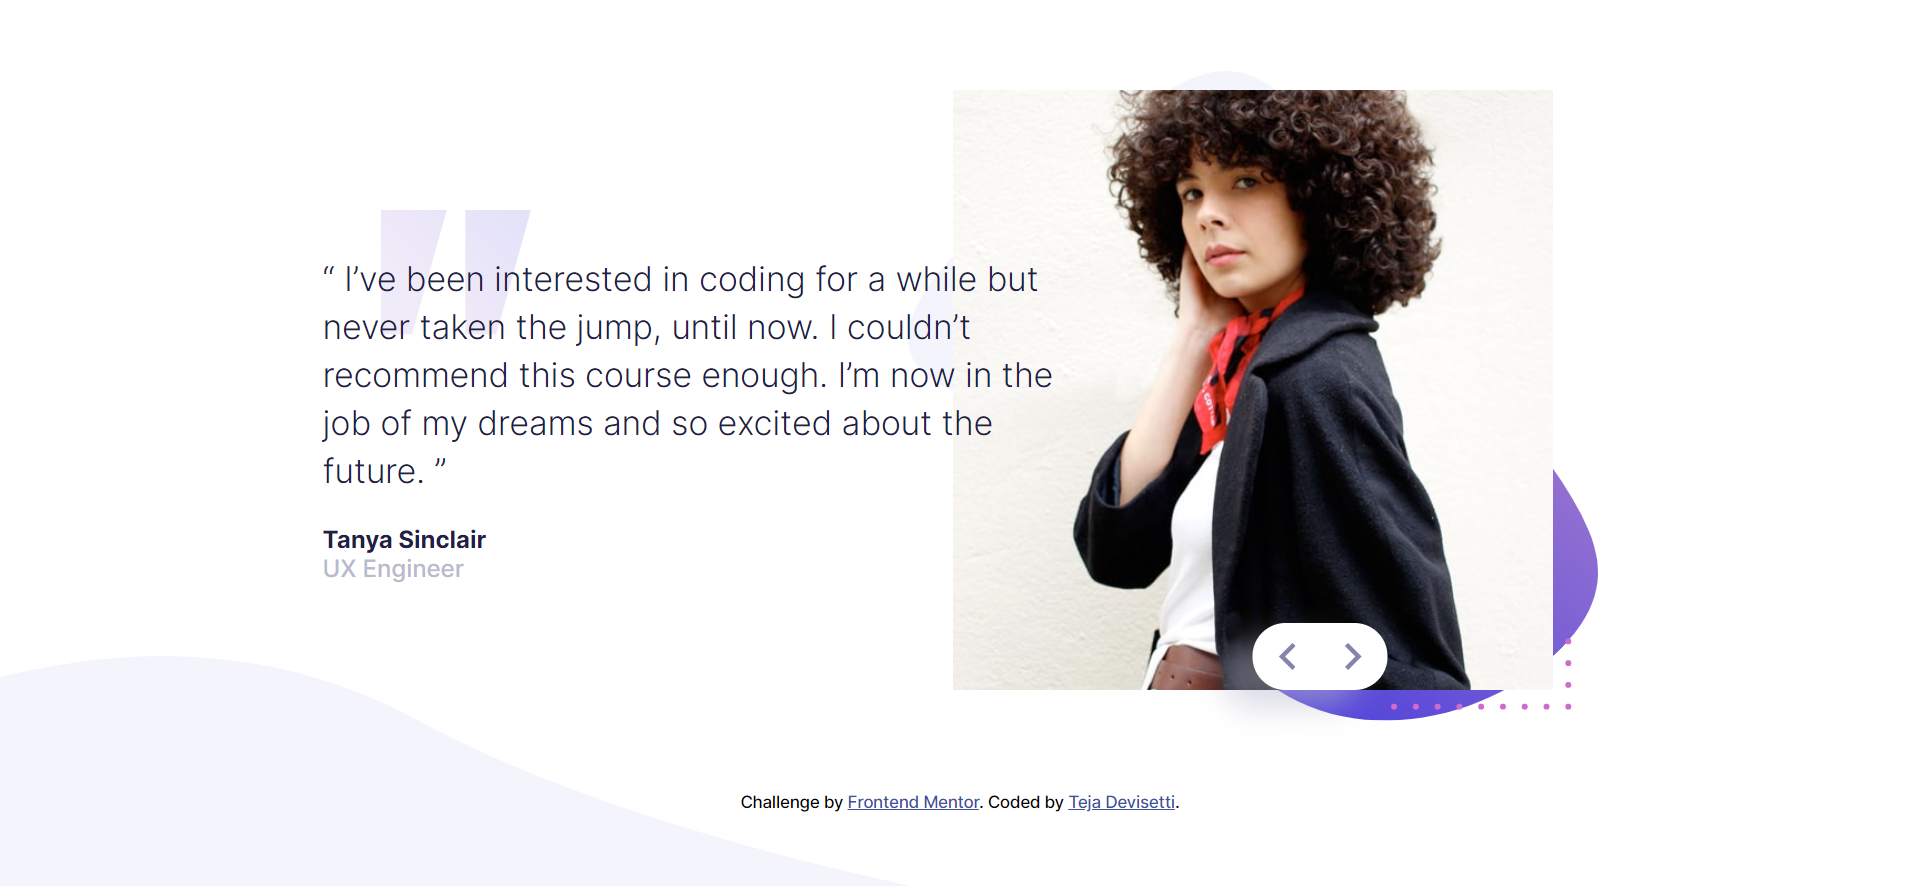 “ I’ve been interested in coding for a while but
never taken the jump, until now. I couldn’t
recommend this course enough. I’m now in the
job of my dreams and so excited about the
future. ”
Tanya Sinclair
UX Engineer
Challenge by Frontend Mentor. Coded by Teja Devisetti.